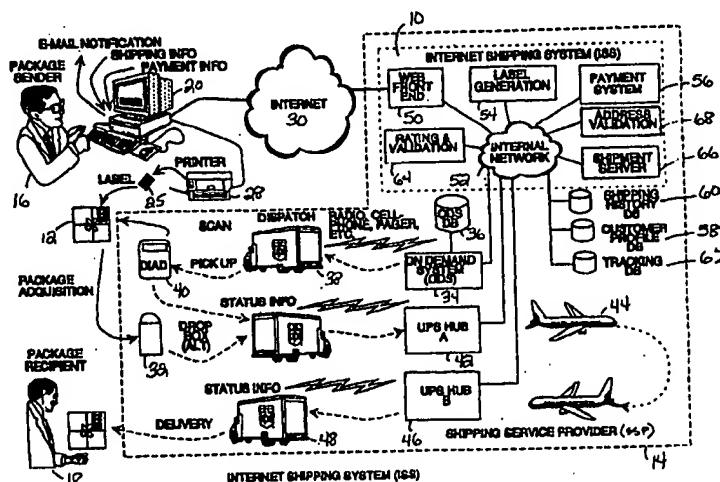 10
INTERNET SHIPPING SYSTEM (ISS)
E-MAIL NOTIFICATION
SHIPPING INFO
PAYMENT INFO
PACKAGE
SENDER
16
20
INTERNET
30
WEB
FRONT
END
50
LABEL
GENERATION
54
PAYMENT
SYSTEM
56
ADDRESS
VALIDATION
68
RATING &
VALIDATION
64
INTERNAL
NETWORK
52
SHIPMENT
SERVER
66
PRINTER
28
LABEL
25
12
SHIPPING
HISTORY
DB
60
CUSTOMER
PROFILE
DB
58
TRACKING
DB
62
SCAN
DISPATCH
RADIO, CELL
PHONE, PAGER,
ETC.
ODS
DB
36
DIAD
40
PICK UP
38
ON DEMAND
SYSTEM (ODS)
34
PACKAGE
ACQUISITION
STATUS INFO
DROP
BOX
(ALT)
UPS HUB
A
42
44
PACKAGE
RECIPIENT
STATUS INFO
UPS HUB
B
46
DELIVERY
48
SHIPPING SERVICE PROVIDER (SSP)
14
18
INTERNET SHIPPING SYSTEM (ISS)